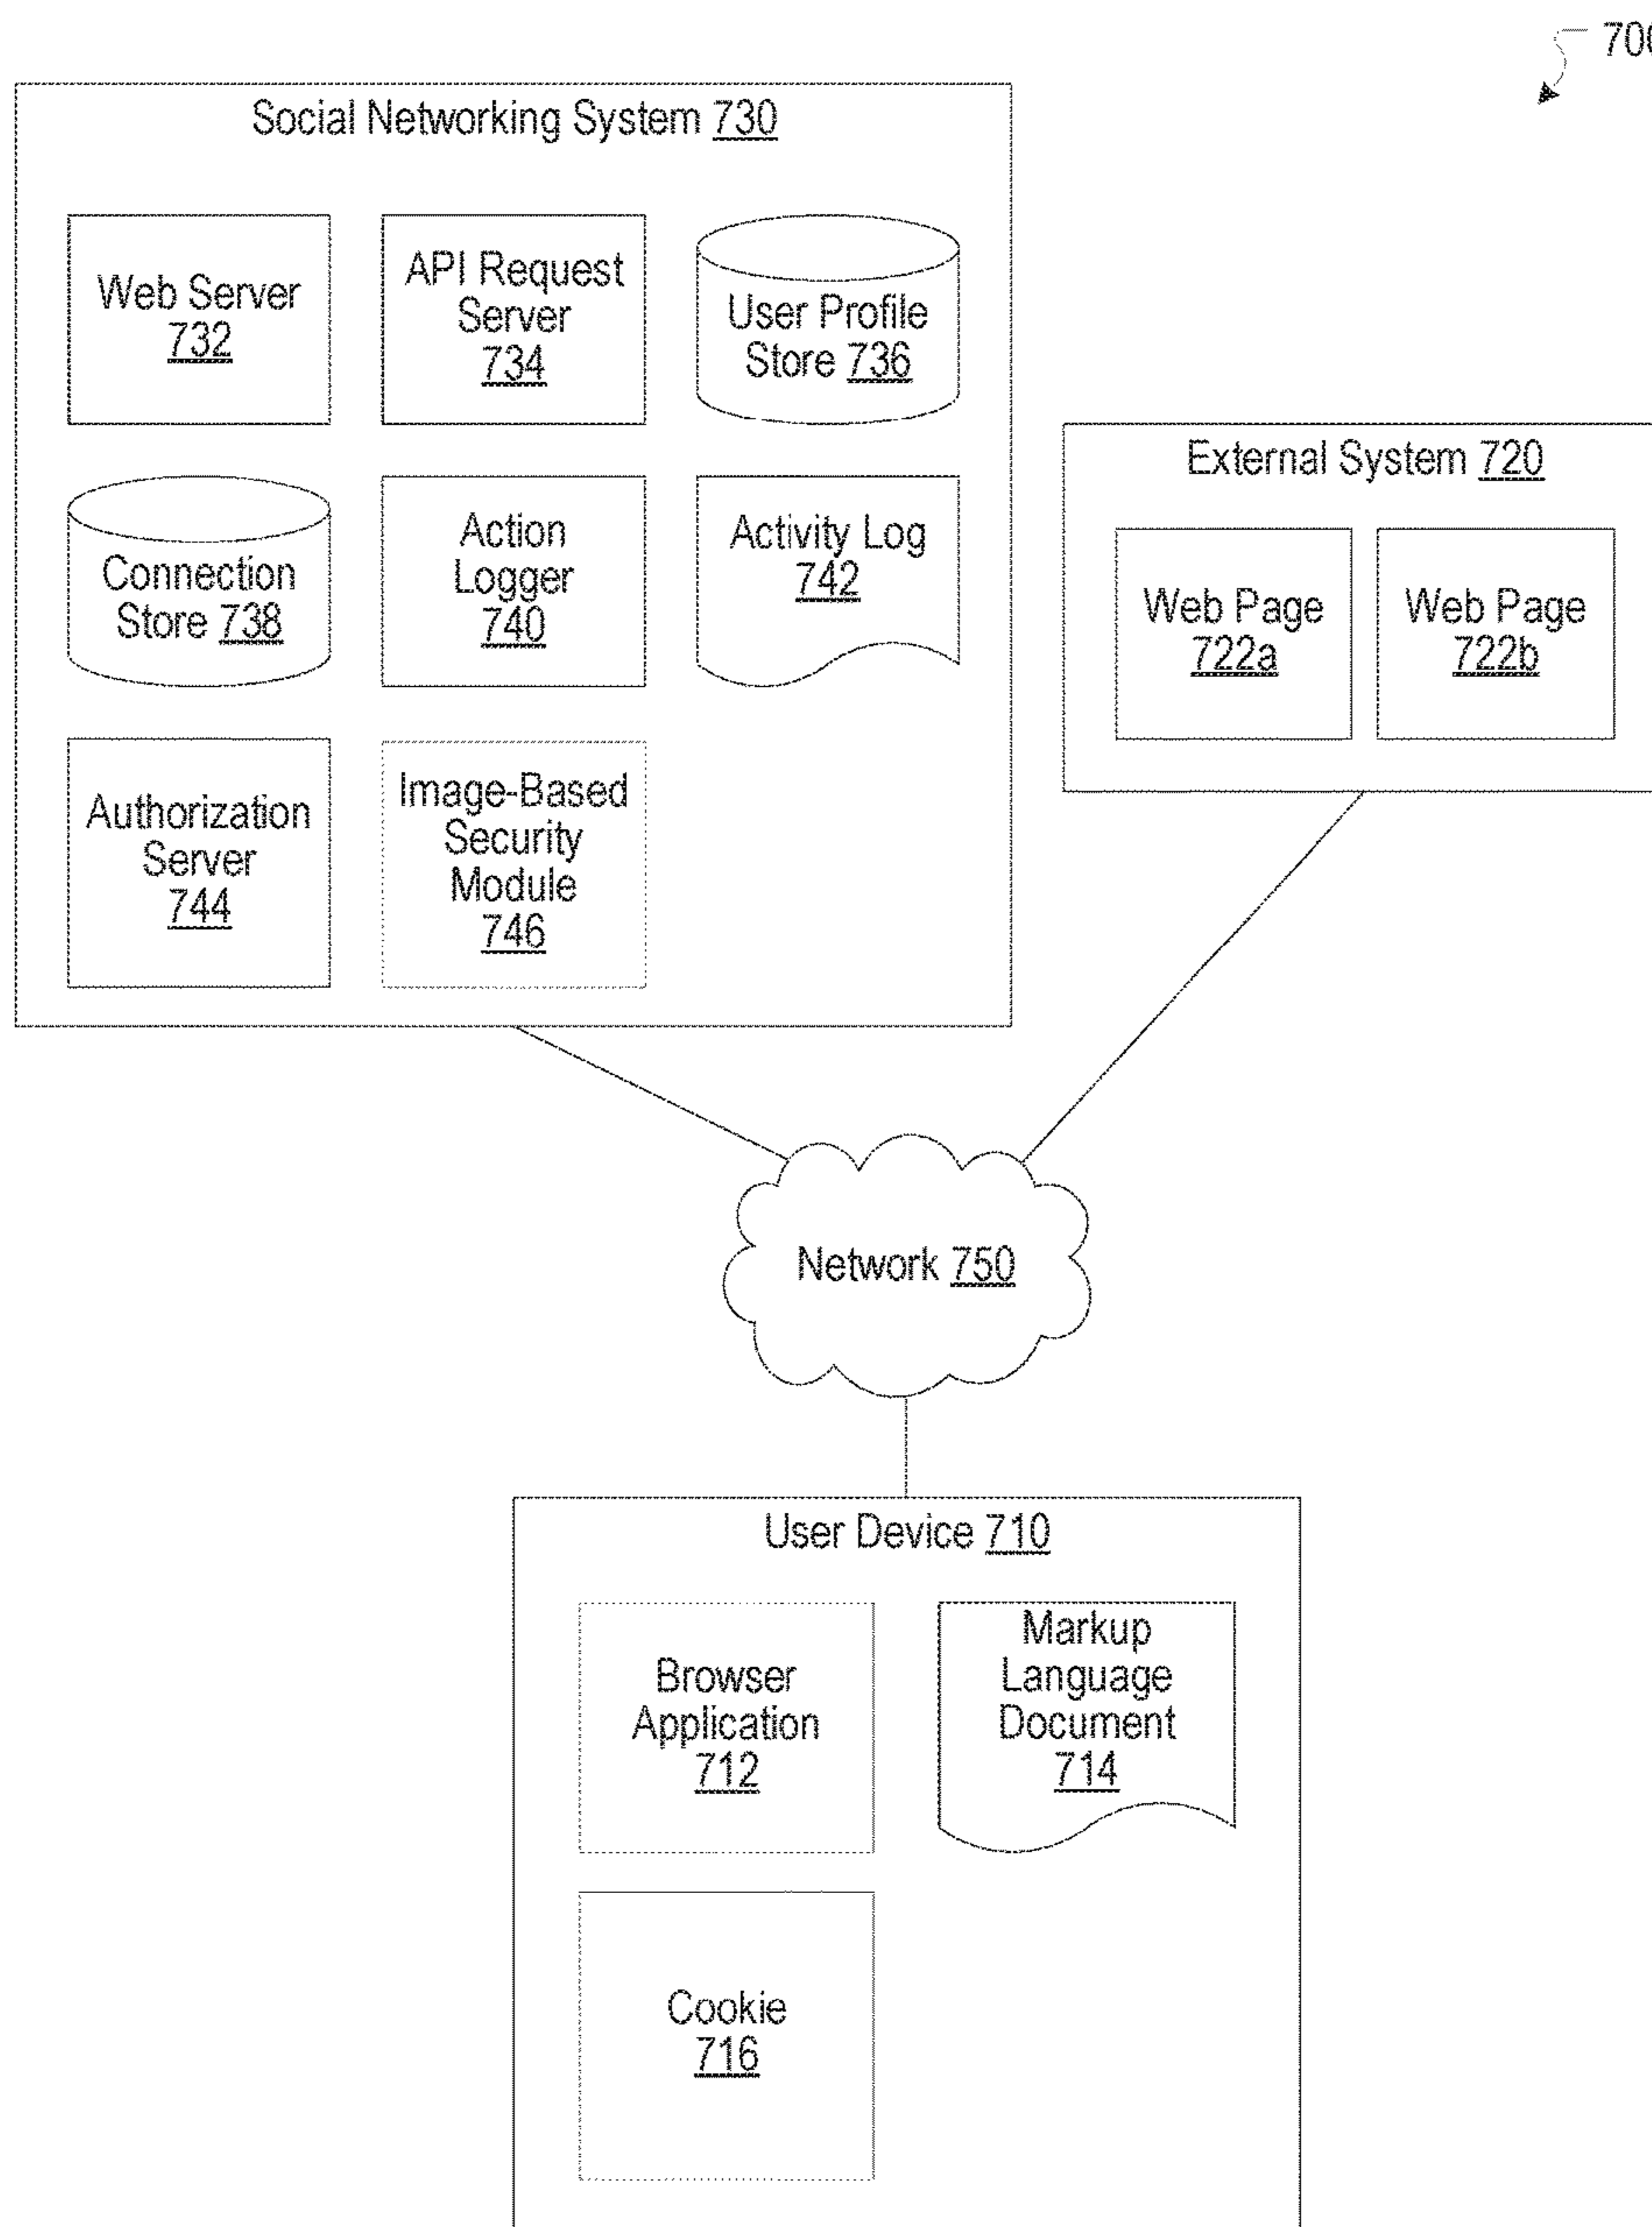 700
Social Networking System 730
Web Server
732
API Request
Server
734
User Profile
Store 736
Connection
Store 738
Action
Logger
740
Activity Log
742
Authorization
Server
744
Image-Based
Security
Module
746
External System 720
Web Page
722a
Web Page
722b
Network 750
User Device 710
Browser
Application
712
Markup
Language
Document
714
Cookie
716